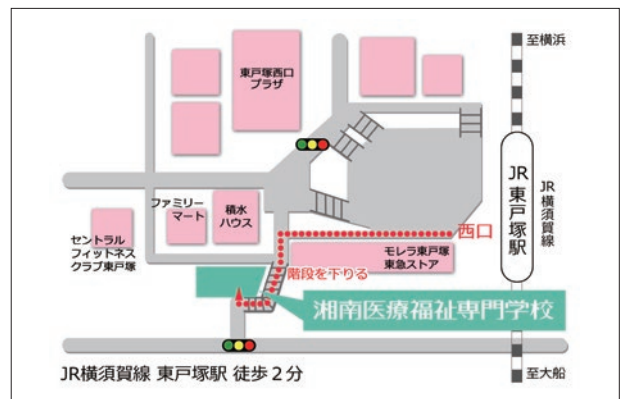 至横浜
東戸塚西口
プラザ
JR東戸塚駅
JR横須賀線
ファミリー
マート
積水
ハウス
西口
セントラル
フィットネス
クラブ東戸塚
モレラ東戸塚
東急ストア
階段を下りる
湘南医療福祉専門学校
JR横須賀線 東戸塚駅 徒歩2分
至大船